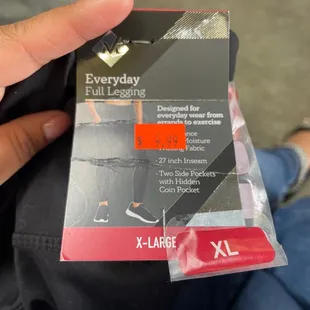 Everyday
Full Legging
Designed for
everyday wear from
errands to exercise
Moisture
Fabric
27 inch Inseam
Two Side Pockets
with Hidden
Coin Pocket
X-LARGE
XL